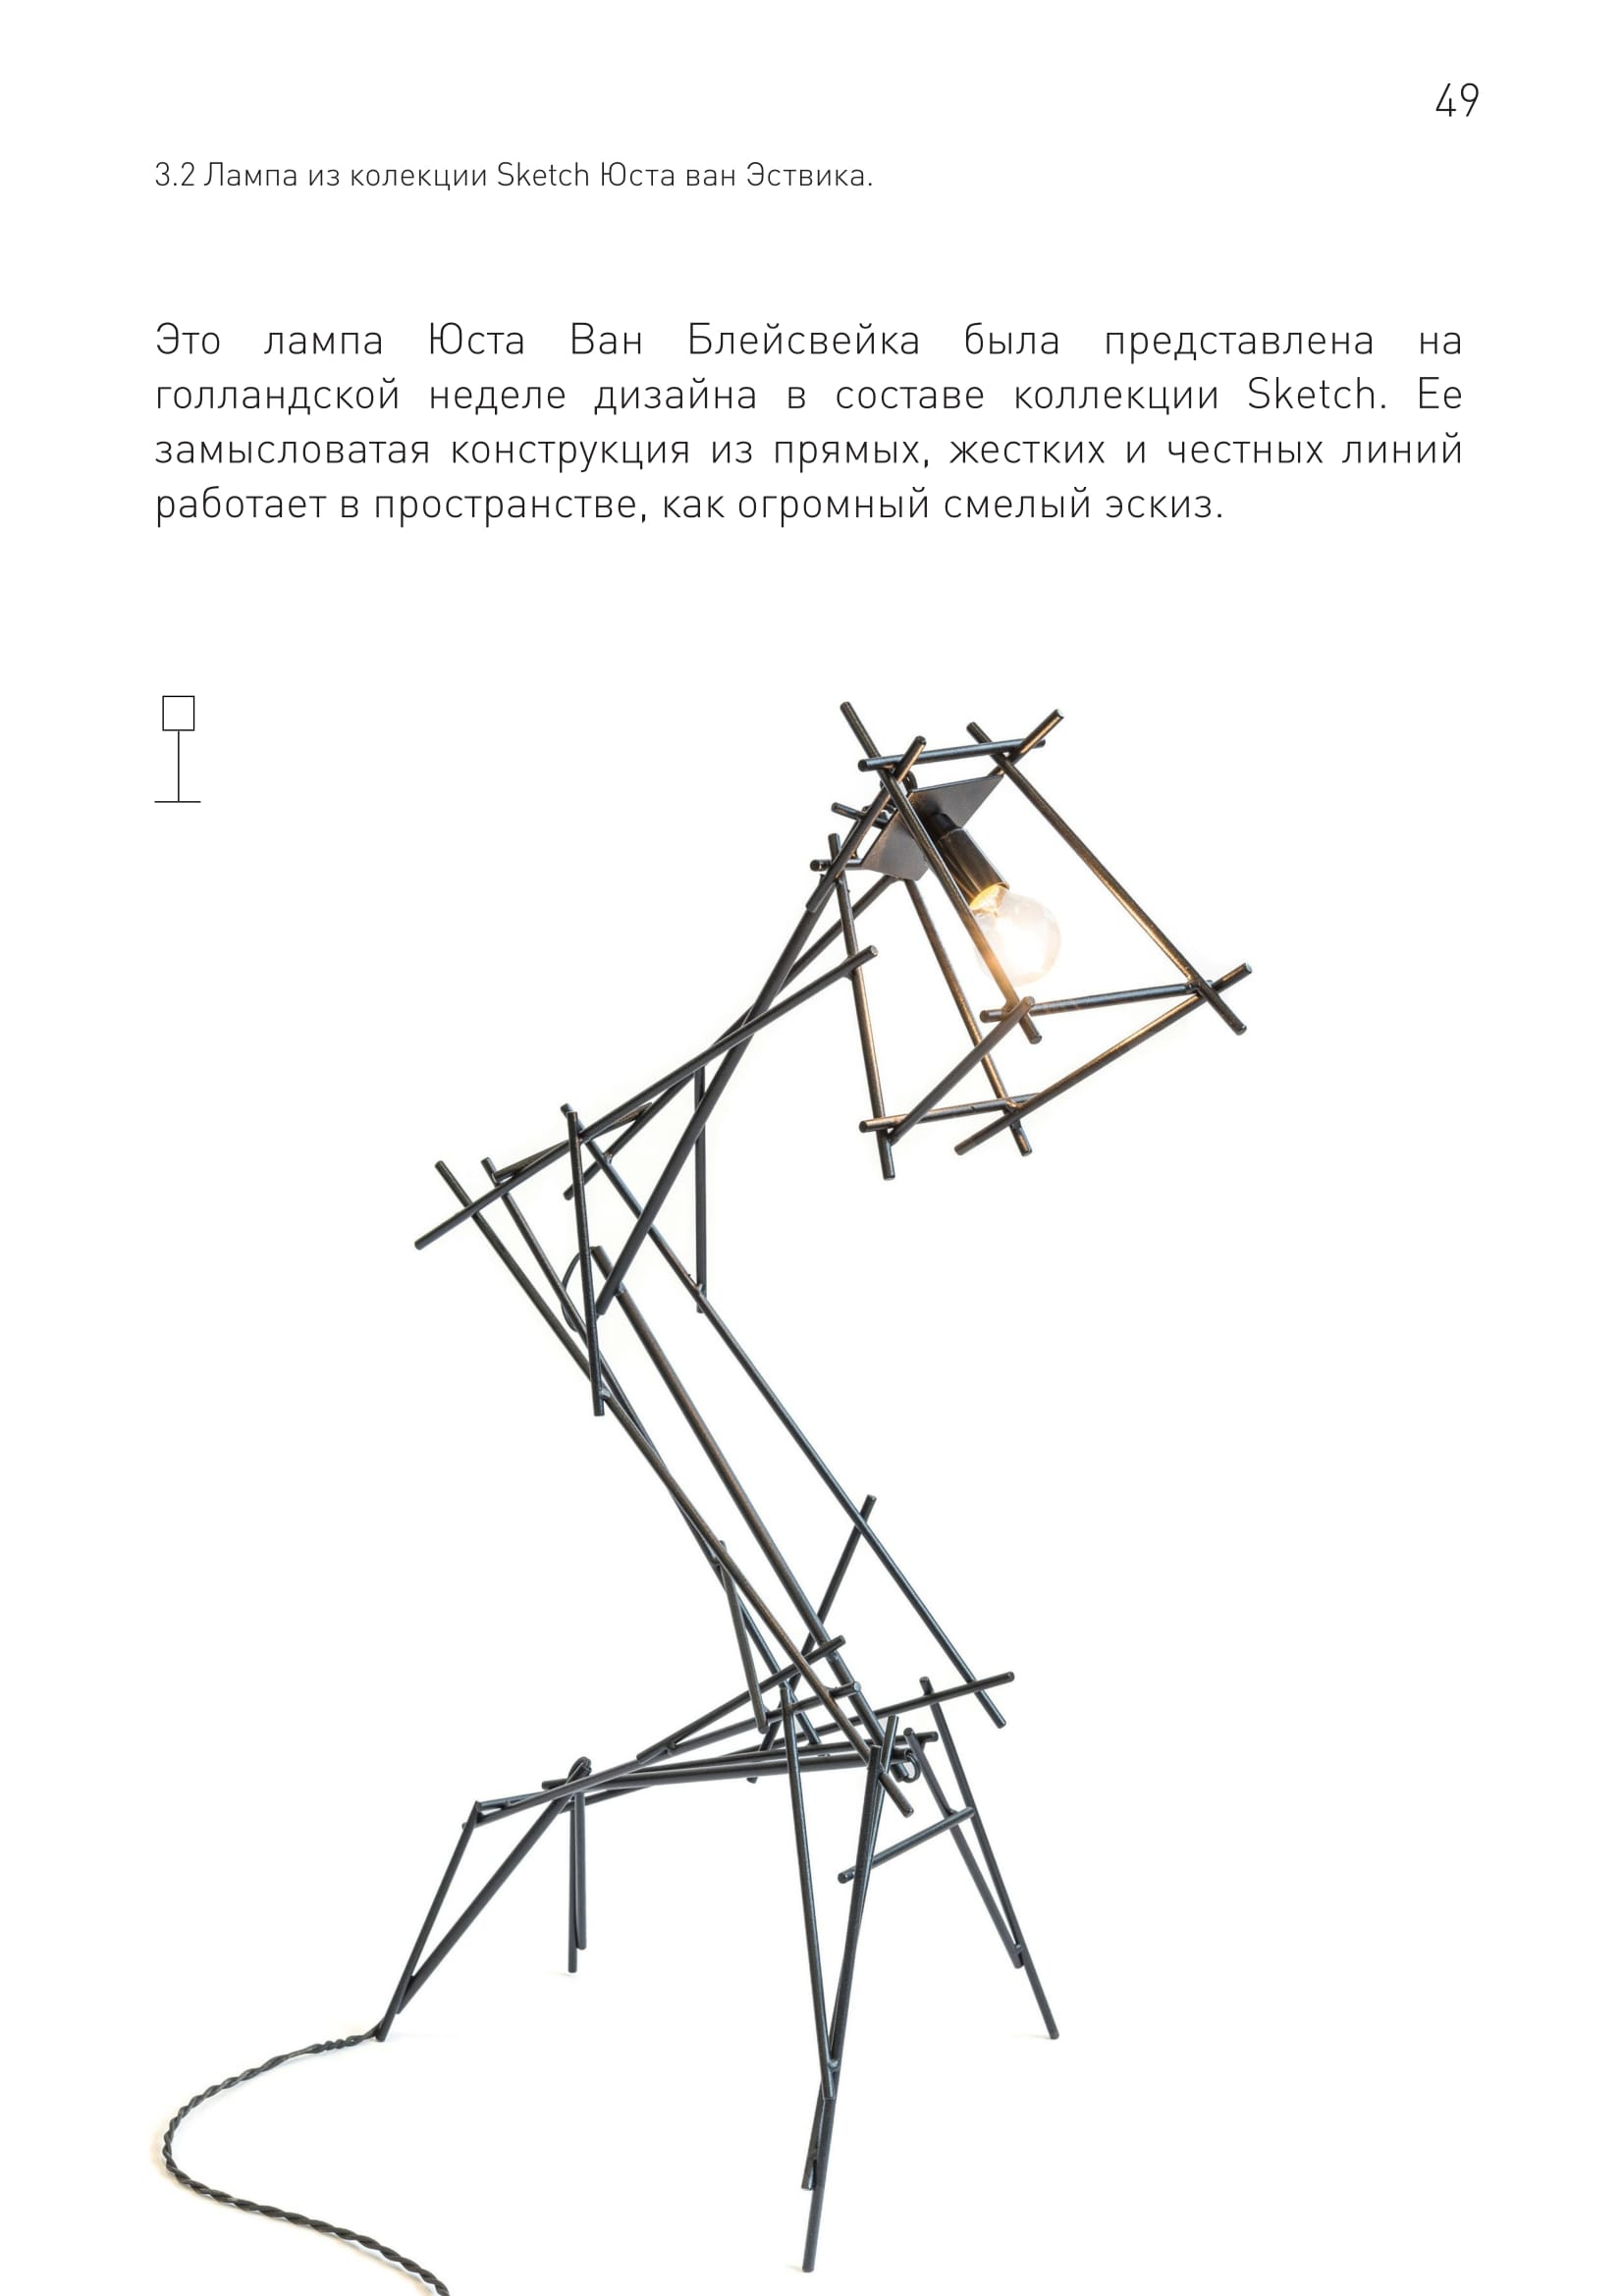 49
3.2 Лампа из колекции Sketch Юста ван Эствика.
Это лампа Юста Ван Блейсвейка была представлена на
голландской неделе дизайна в составе коллекции Sketch. Ее
замысловатая конструкция из прямых, жестких и честных линий
работает в пространстве, как огромный смелый эскиз.